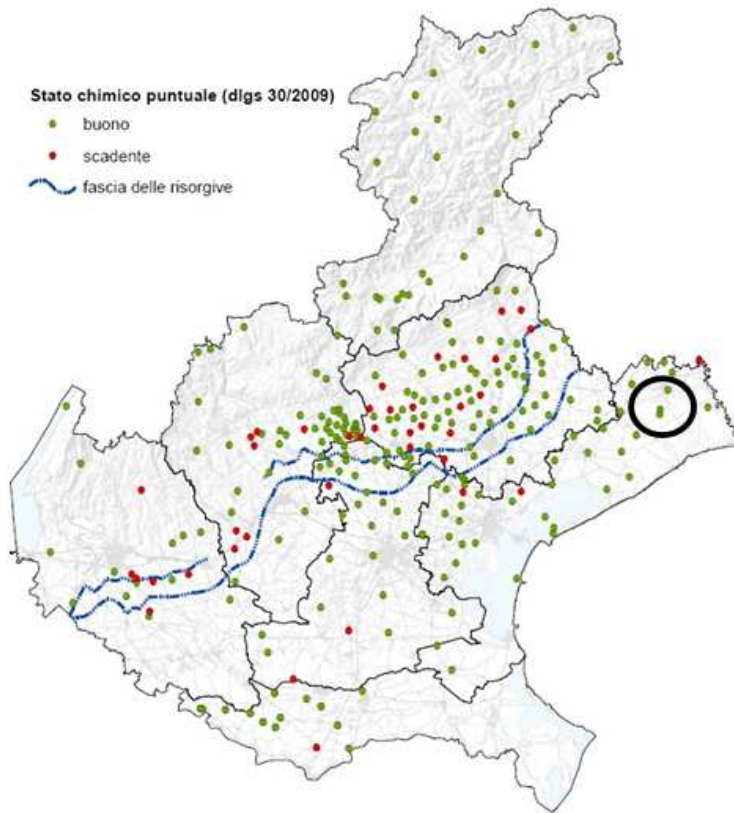 Stato chimico puntuale (dlgs 30/2009)
buono
scadente
fascia delle risorgive